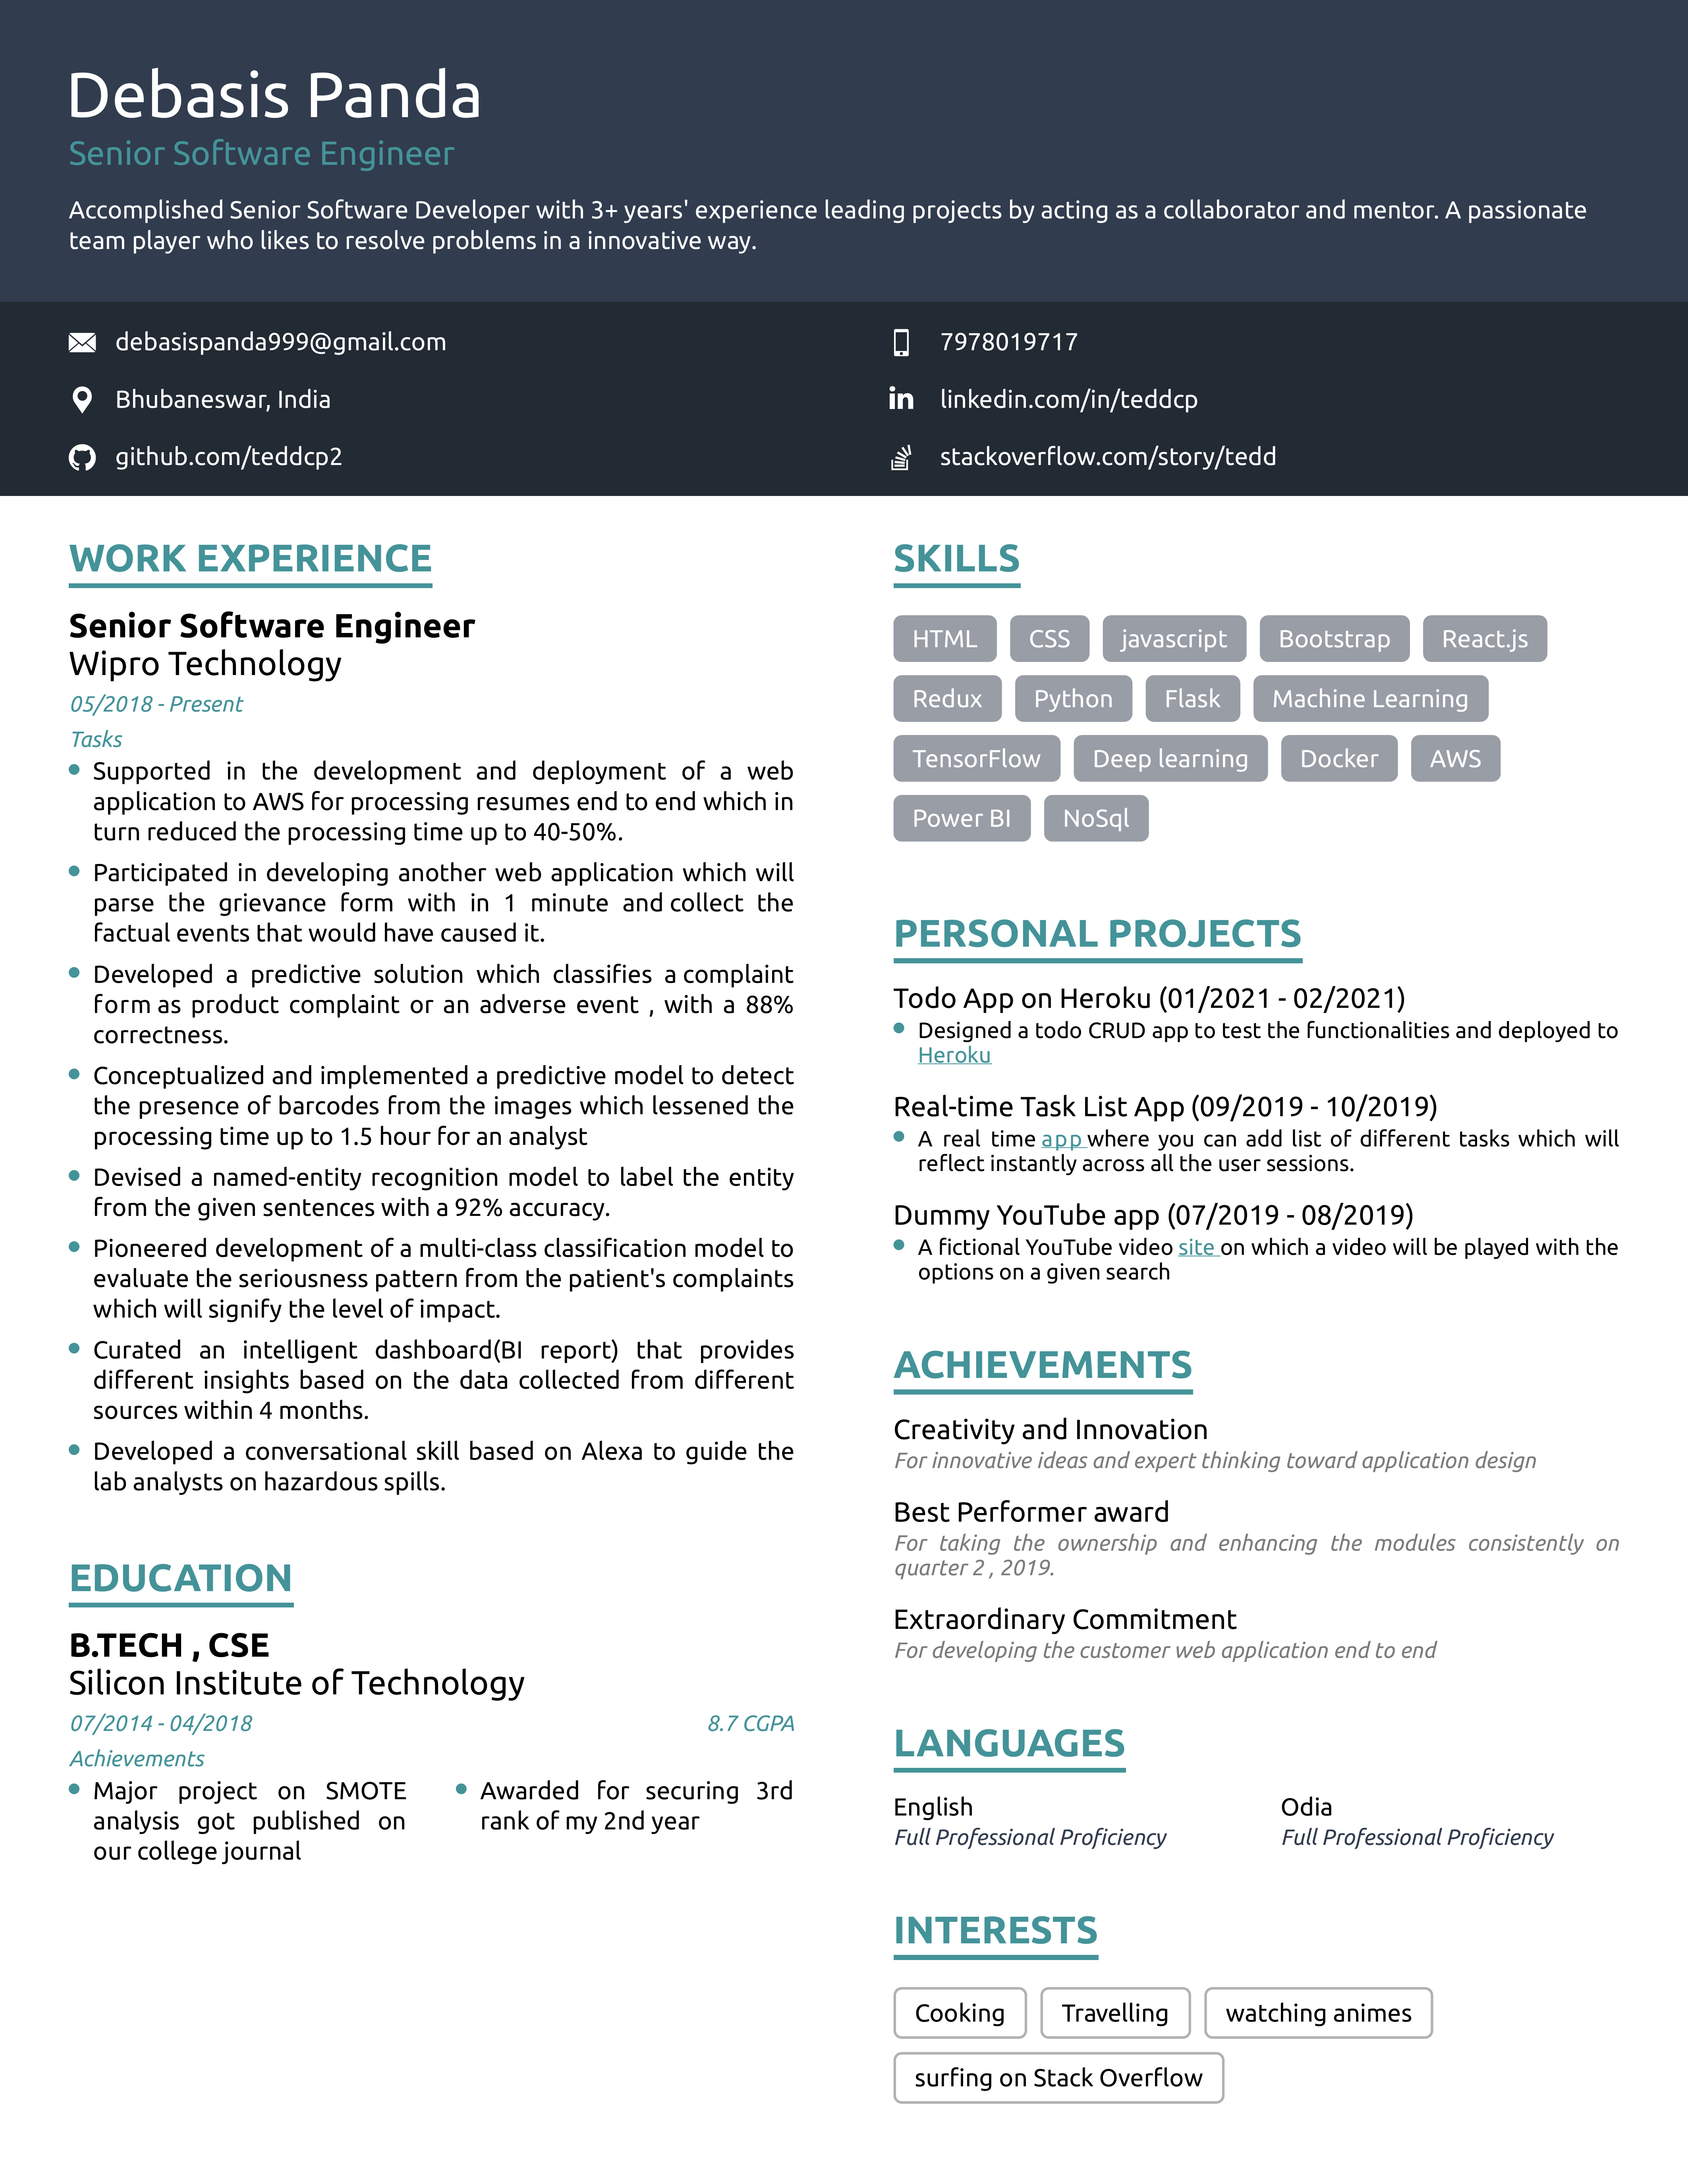 Debasis Panda
Senior Software Engineer
Accomplished Senior Software Developer with 3+ years' experience leading projects by acting as a collaborator and mentor. A passionate
team player who likes to resolve problems in a innovative way.
debasispanda999@gmail.com
7978019717
Bhubaneswar, India
linkedin.com/in/teddcp
github.com/teddcp2
stackoverflow.com/story/tedd
WORK EXPERIENCE
Senior Software Engineer
Wipro Technology
05/2018 - Present
Tasks
Supported in the development and deployment of a web
application to AWS for processing resumes end to end which in
turn reduced the processing time up to 40-50%.
Participated in developing another web application which will
parse the grievance form with in 1 minute and collect the
factual events that would have caused it.
Developed a predictive solution which classifies a complaint
form as product complaint or an adverse event , with a 88%
correctness.
Conceptualized and implemented a predictive model to detect
the presence of barcodes from the images which lessened the
processing time up to 1.5 hour for an analyst
Devised a named-entity recognition model to label the entity
from the given sentences with a 92% accuracy.
Pioneered development of a multi-class classification model to
evaluate the seriousness pattern from the patient's complaints
which will signify the level of impact.
Curated an intelligent dashboard(BI report) that provides
different insights based on the data collected from different
sources within 4 months.
Developed a conversational skill based on Alexa to guide the
lab analysts on hazardous spills.
EDUCATION
B.TECH , CSE
Silicon Institute of Technology
07/2014 - 04/2018 8.7 CGPA
Achievements
Major project on SMOTE
analysis got published on
our college journal
Awarded for securing 3rd
rank of my 2nd year
SKILLS
HTML CSS javascript Bootstrap React.js
Redux Python Flask Machine Learning
TensorFlow Deep learning Docker AWS
Power BI NoSql
PERSONAL PROJECTS
Todo App on Heroku (01/2021 - 02/2021)
Designed a todo CRUD app to test the functionalities and deployed to
Heroku
Real-time Task List App (09/2019 - 10/2019)
A real time app where you can add list of different tasks which will
reflect instantly across all the user sessions.
Dummy YouTube app (07/2019 - 08/2019)
A fictional YouTube video site on which a video will be played with the
options on a given search
ACHIEVEMENTS
Creativity and Innovation
For innovative ideas and expert thinking toward application design
Best Performer award
For taking the ownership and enhancing the modules consistently on
quarter 2 , 2019.
Extraordinary Commitment
For developing the customer web application end to end
LANGUAGES
English Odia
Full Professional Proficiency Full Professional Proficiency
INTERESTS
Cooking Travelling watching animes
surfing on Stack Overflow